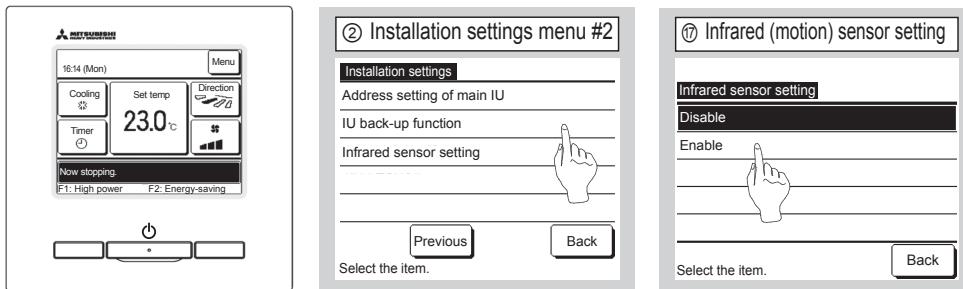 MITSUBISHI
HEAVY INDUSTRIES
16:14 (Mon)
Menu
Cooling
Set temp
Direction
23.0 °C
Timer
Now stopping.
F1: High power
F2: Energy-saving
② Installation settings menu #2
Installation settings
Address setting of main IU
IU back-up function
Infrared sensor setting
Previous
Back
Select the item.
⑰ Infrared (motion) sensor setting
Infrared sensor setting
Disable
Enable
Back
Select the item.